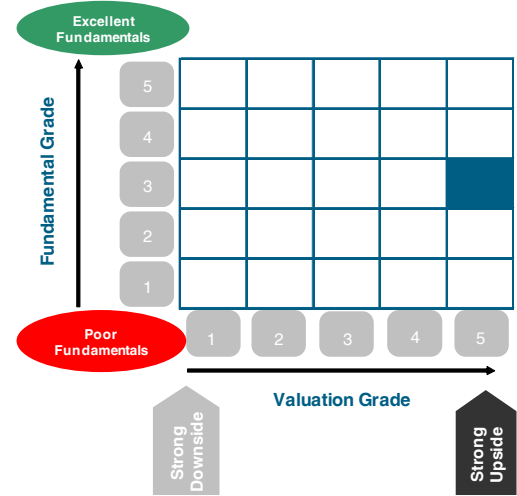 Excellent
Fundamentals
Fundamental Grade
5
4
3
2
1
Poor
Fundamentals
1 2 3 4 5
Valuation Grade
Strong
Downside
Strong
Upside